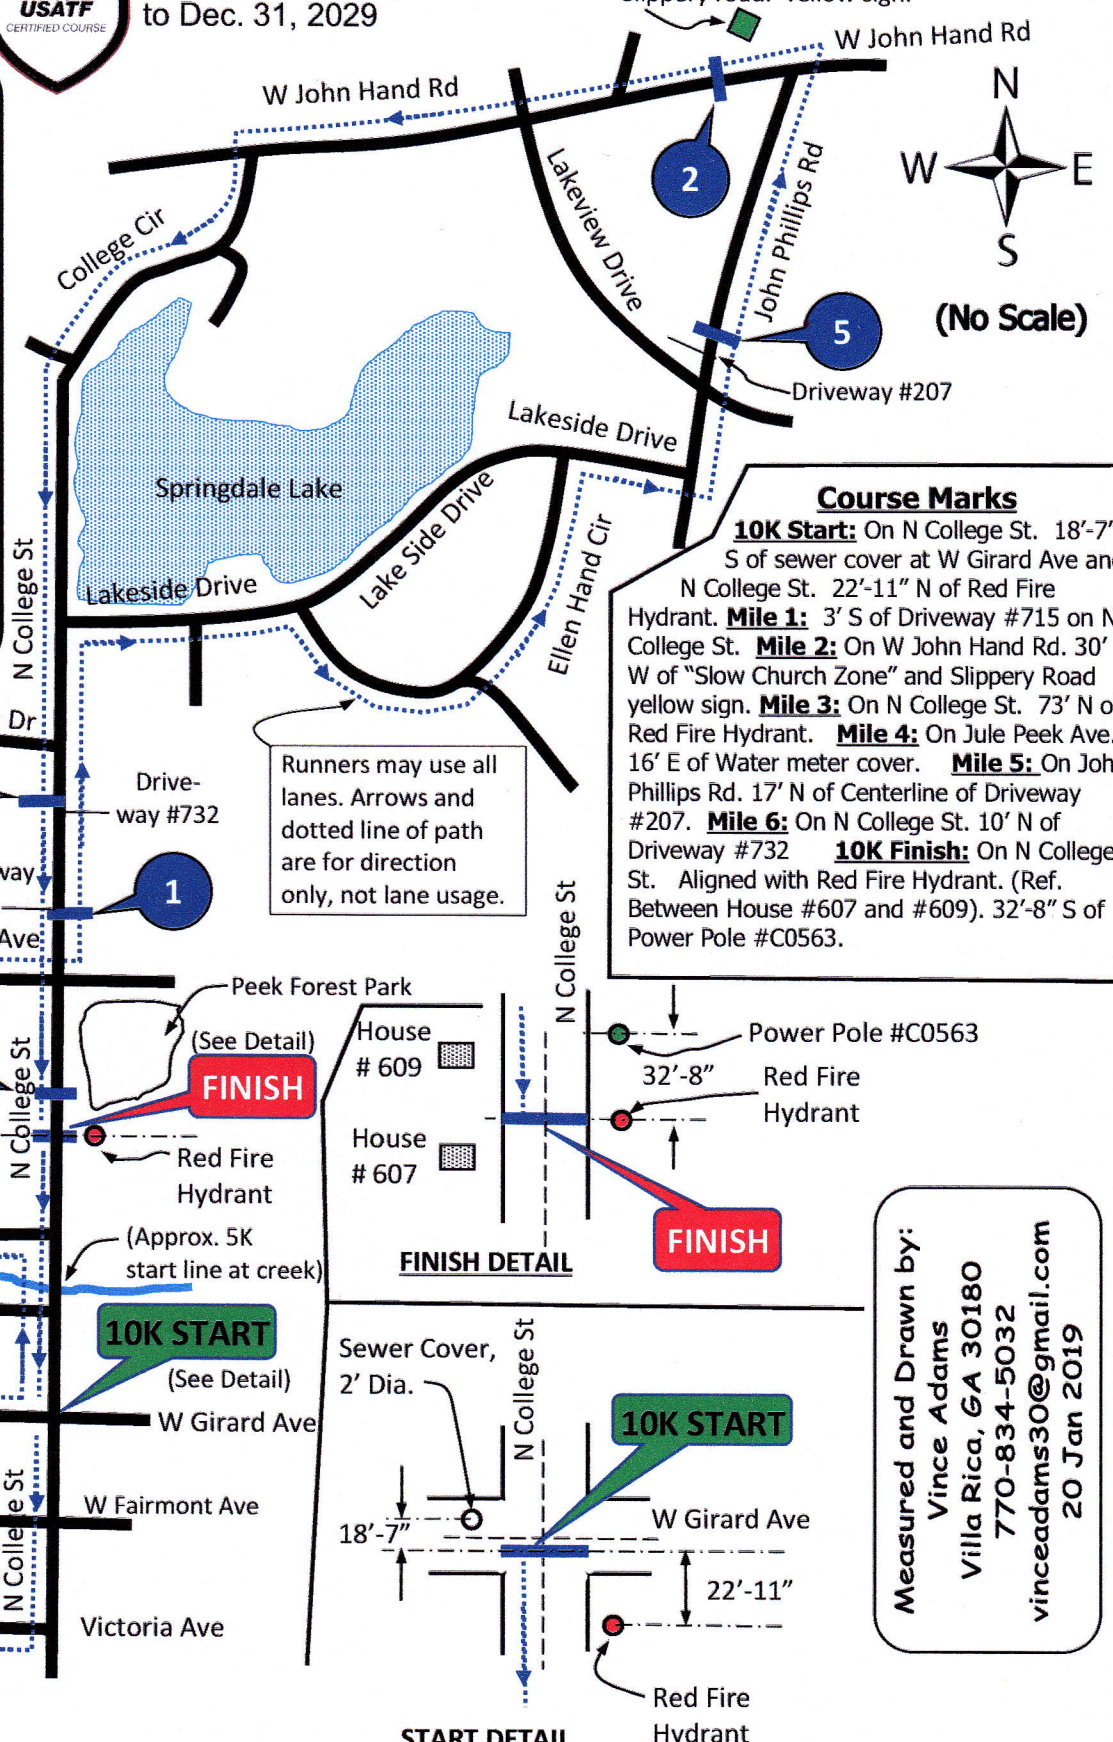 USATF
CERTIFIED COURSE
to Dec. 31, 2029
W John Hand Rd
W John Hand Rd
N
W
E
S
(No Scale)
2
Lakeview Drive
John Phillips Rd
College Cir
5
Driveway #207
Lakeside Drive
Springdale Lake
Lake Side Drive
Lakeside Drive
Ellen Hand Cir
N College St
Dr
Drive-
way #732
way
1
Ave
Runners may use all
lanes. Arrows and
dotted line of path
are for direction
only, not lane usage.
Course Marks
10K Start: On N College St. 18'-7"
S of sewer cover at W Girard Ave and
N College St. 22'-11" N of Red Fire
Hydrant. Mile 1: 3' S of Driveway #715 on N
College St. Mile 2: On W John Hand Rd. 30'
W of "Slow Church Zone" and Slippery Road
yellow sign. Mile 3: On N College St. 73' N o
Red Fire Hydrant. Mile 4: On Jule Peek Ave.
16' E of Water meter cover. Mile 5: On Joh
Phillips Rd. 17' N of Centerline of Driveway
#207. Mile 6: On N College St. 10' N of
Driveway #732 10K Finish: On N College
St. Aligned with Red Fire Hydrant. (Ref.
Between House #607 and #609). 32'-8" S of
Power Pole #C0563.
Peek Forest Park
(See Detail)
FINISH
N College St
Red Fire
Hydrant
(Approx. 5K
start line at creek)
10K START
(See Detail)
W Girard Ave
W Fairmont Ave
N College St
Victoria Ave
N College St
House
# 609
Power Pole #C0563
32'-8"
Red Fire
Hydrant
House
# 607
FINISH
FINISH DETAIL
Sewer Cover,
2' Dia.
N College St
10K START
18'-7"
W Girard Ave
22'-11"
Red Fire
Hydrant
START DETAIL
Measured and Drawn by:
Vince Adams
Villa Rica, GA 30180
770-834-5032
vinceadams30@gmail.com
20 Jan 2019